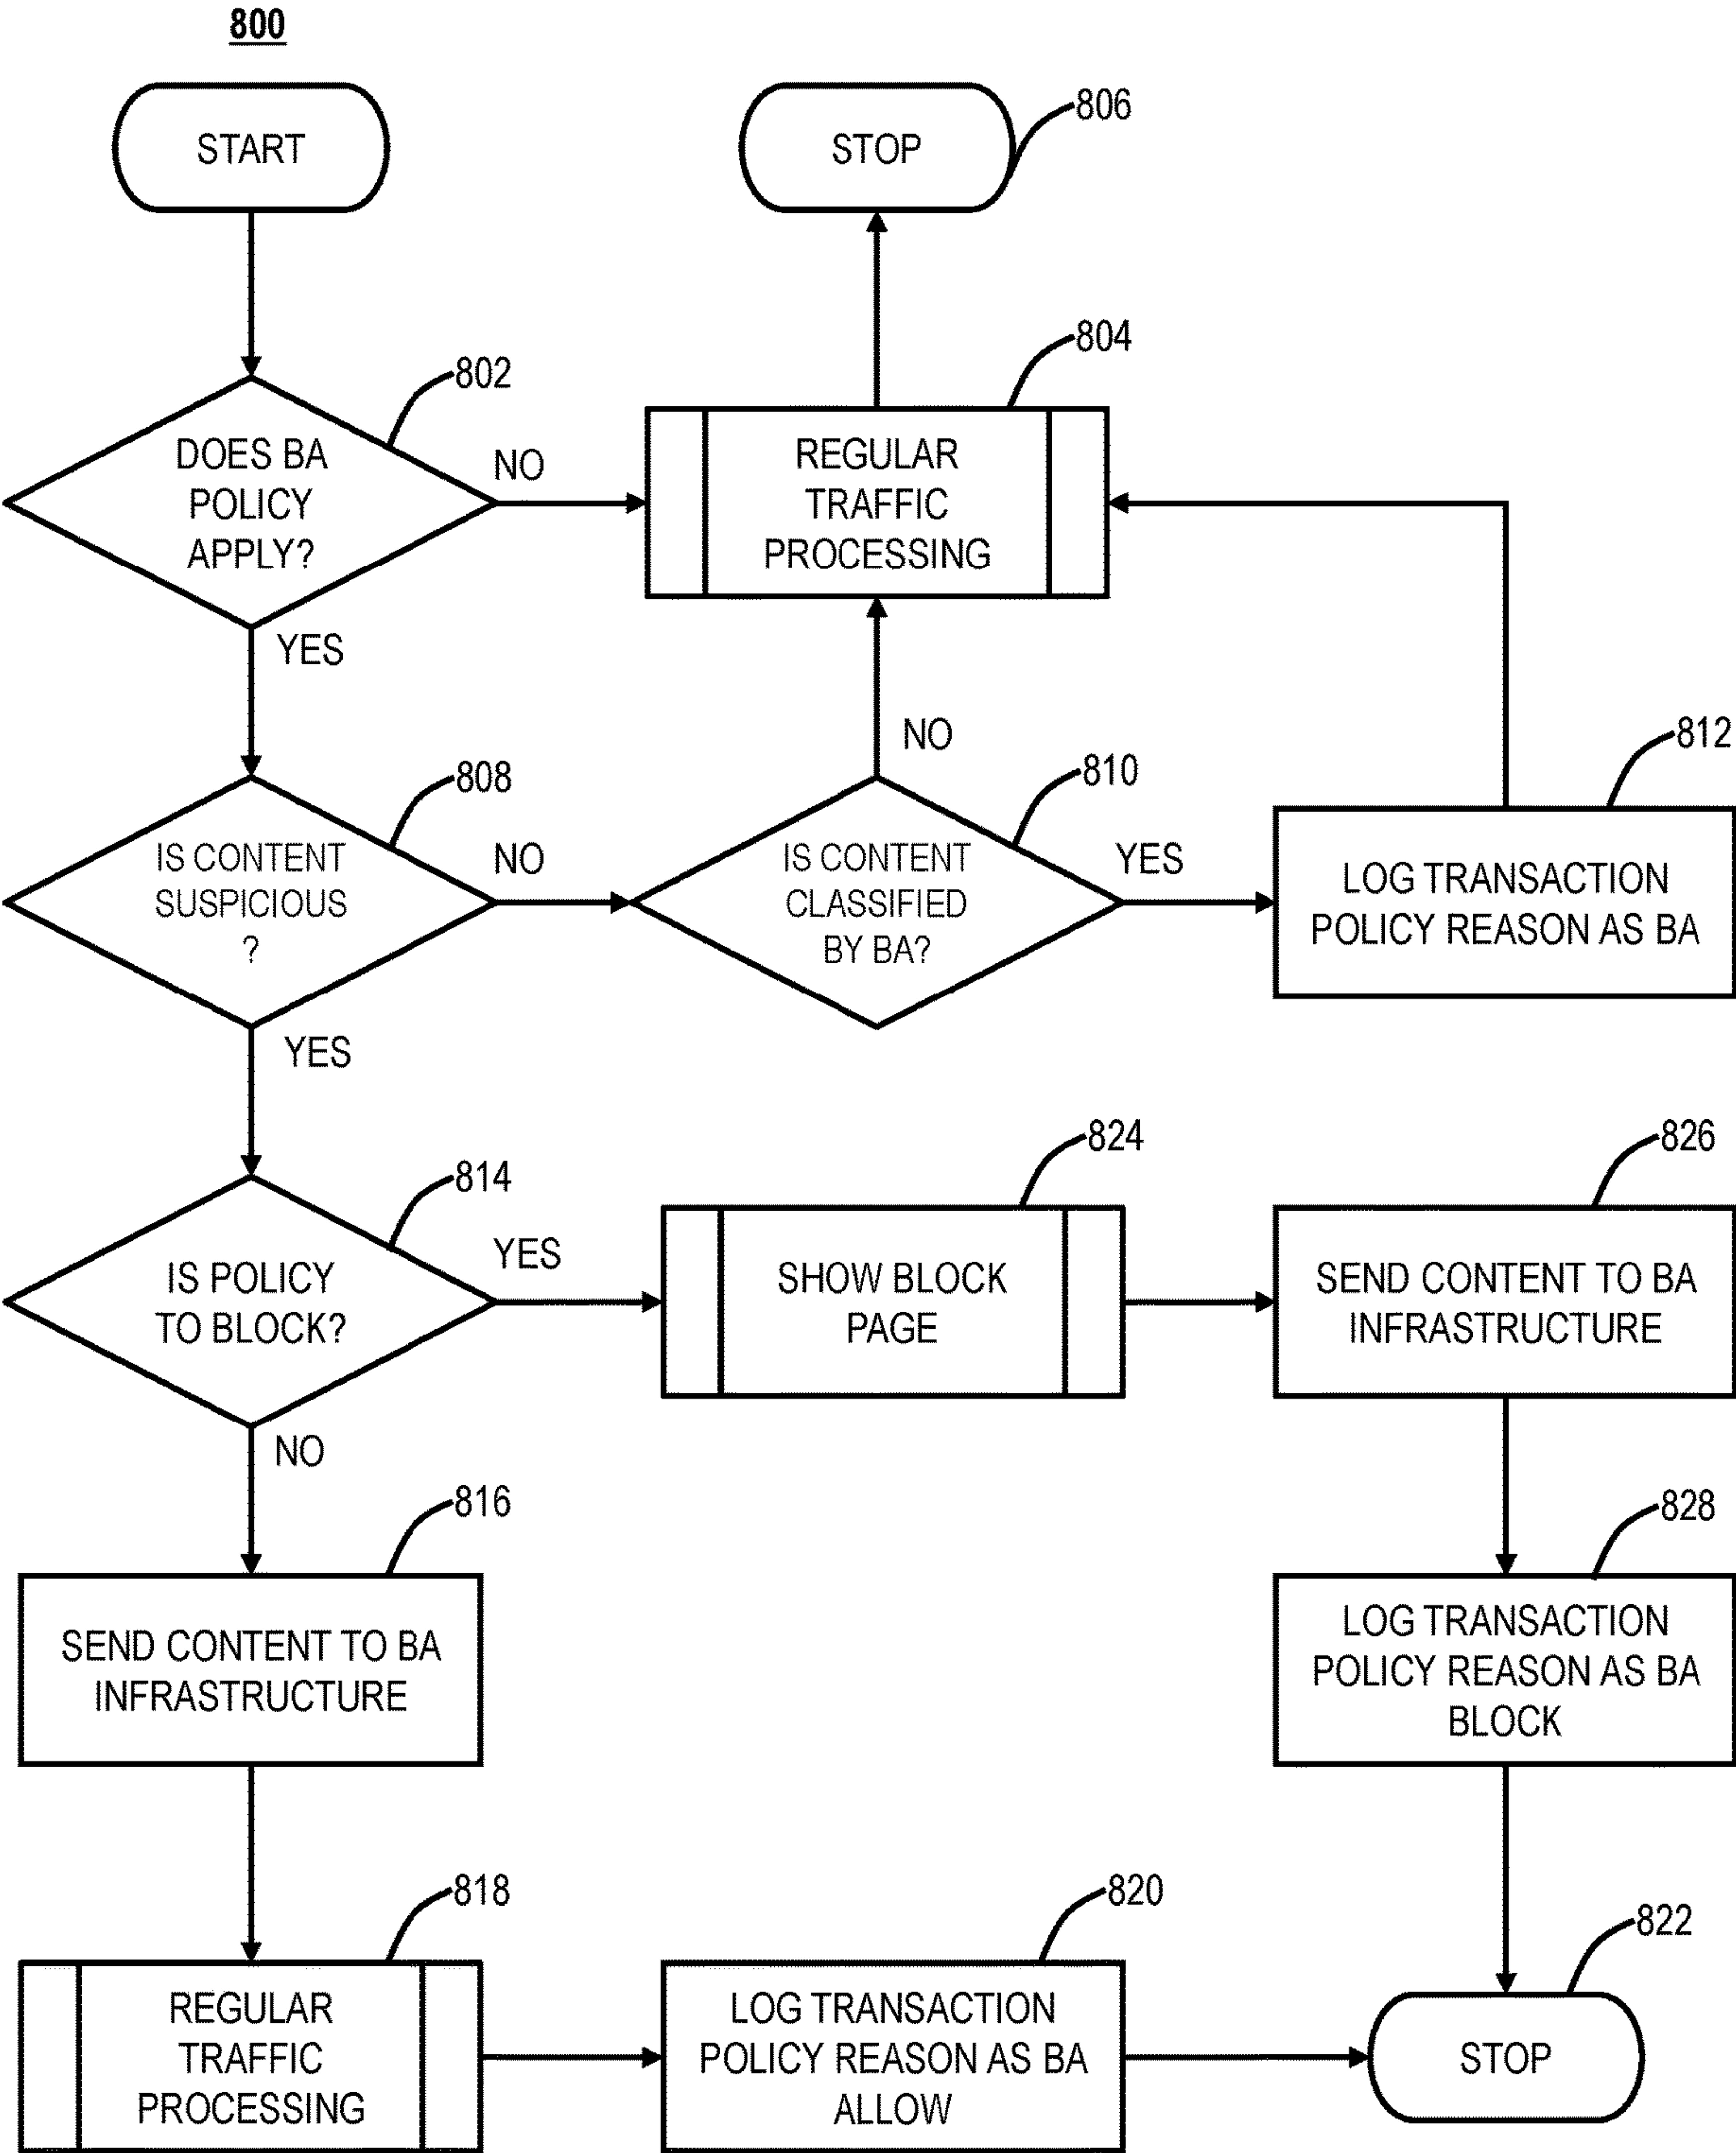 800
START
STOP
806
802
DOES BA
POLICY
APPLY?
NO
804
REGULAR
TRAFFIC
PROCESSING
YES
808
IS CONTENT
SUSPICIOUS
?
NO
NO
810
IS CONTENT
CLASSIFIED
BY BA?
YES
812
LOG TRANSACTION
POLICY REASON AS BA
YES
814
IS POLICY
TO BLOCK?
YES
824
SHOW BLOCK
PAGE
826
SEND CONTENT TO BA
INFRASTRUCTURE
NO
816
SEND CONTENT TO BA
INFRASTRUCTURE
828
LOG TRANSACTION
POLICY REASON AS BA
BLOCK
818
REGULAR
TRAFFIC
PROCESSING
820
LOG TRANSACTION
POLICY REASON AS BA
ALLOW
822
STOP